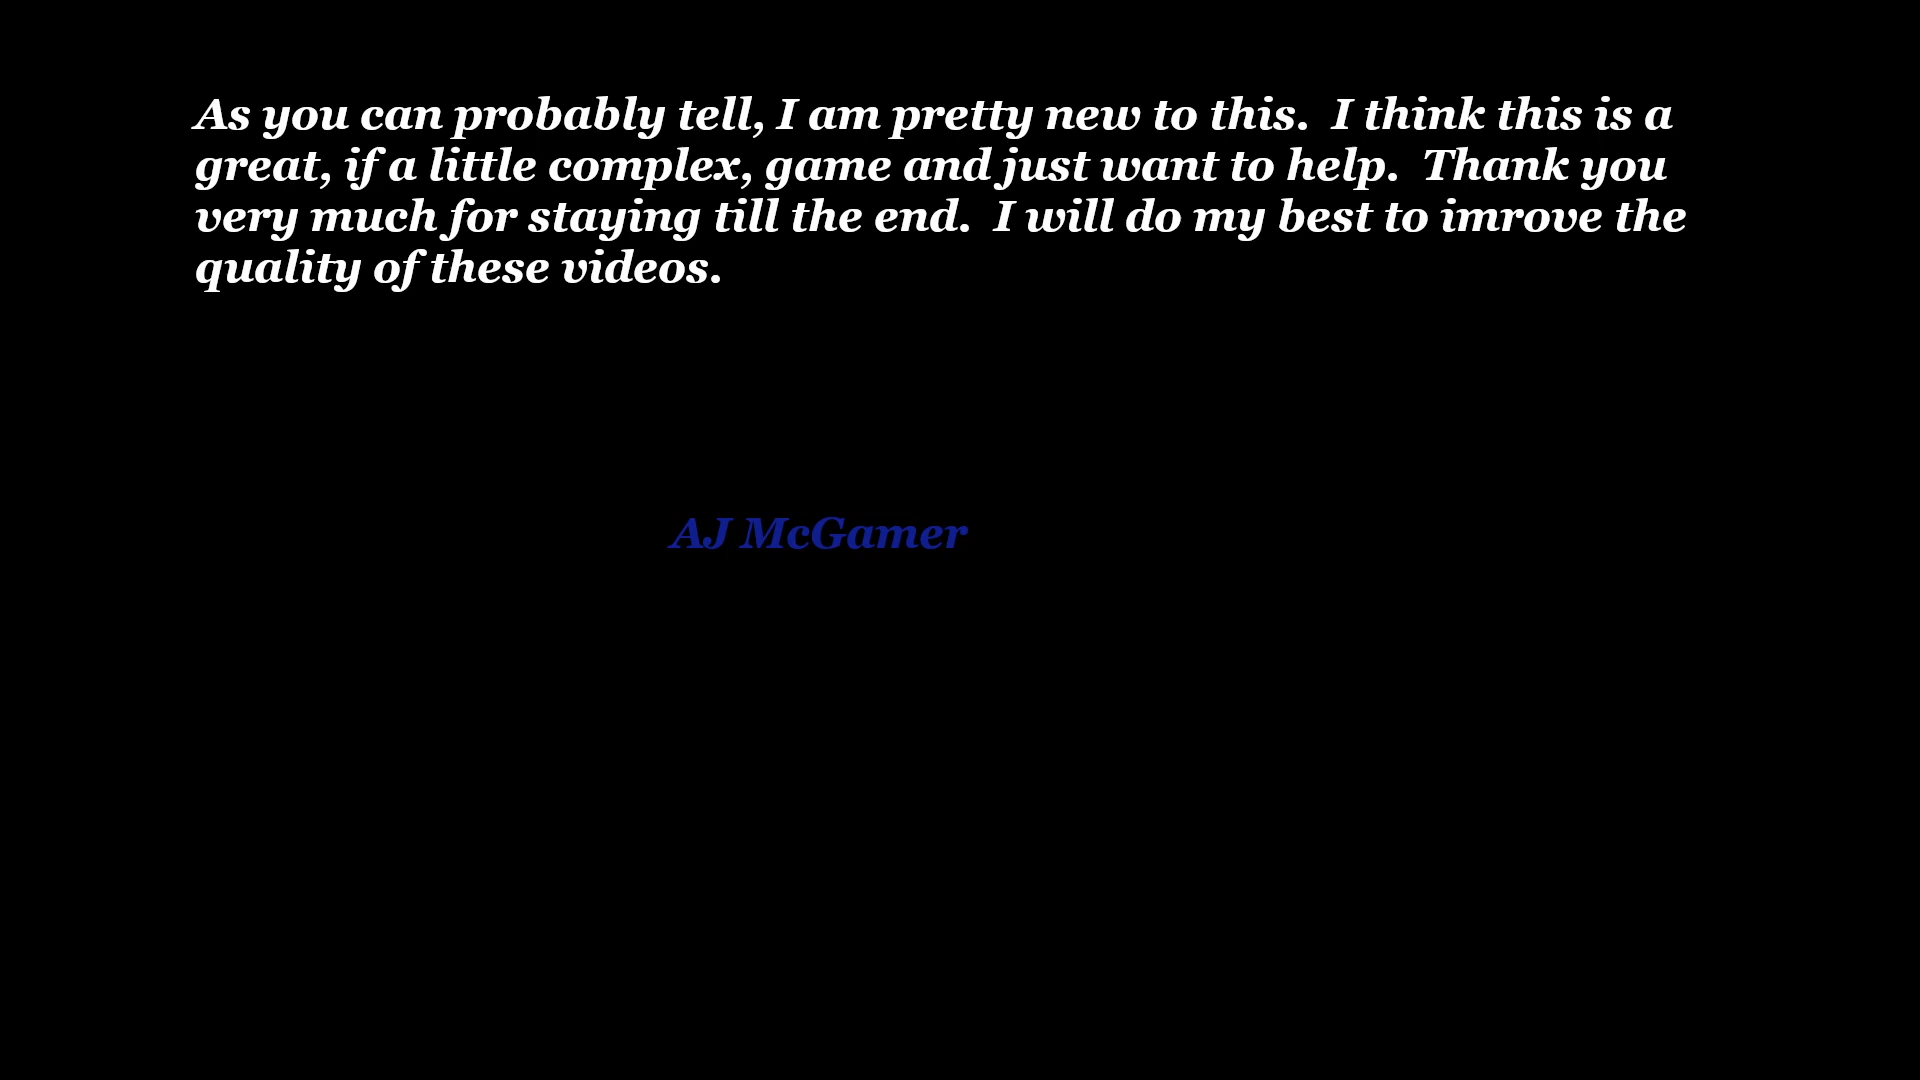 As you can probably tell, I am pretty new to this.  I think this is a
great, if a little complex, game and just want to help.  Thank you
very much for staying till the end.  I will do my best to imrove the
quality of these videos.
AJ McGamer